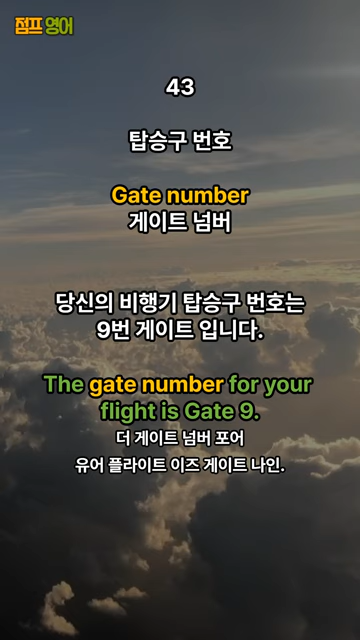 점프 영어
43
탑승구 번호
Gate number
게이트 넘버
당신의 비행기 탑승구 번호는
9번 게이트 입니다.
The gate number for your
flight is Gate 9.
더 게이트 넘버 포어
유어 플라이트 이즈 게이트 나인.